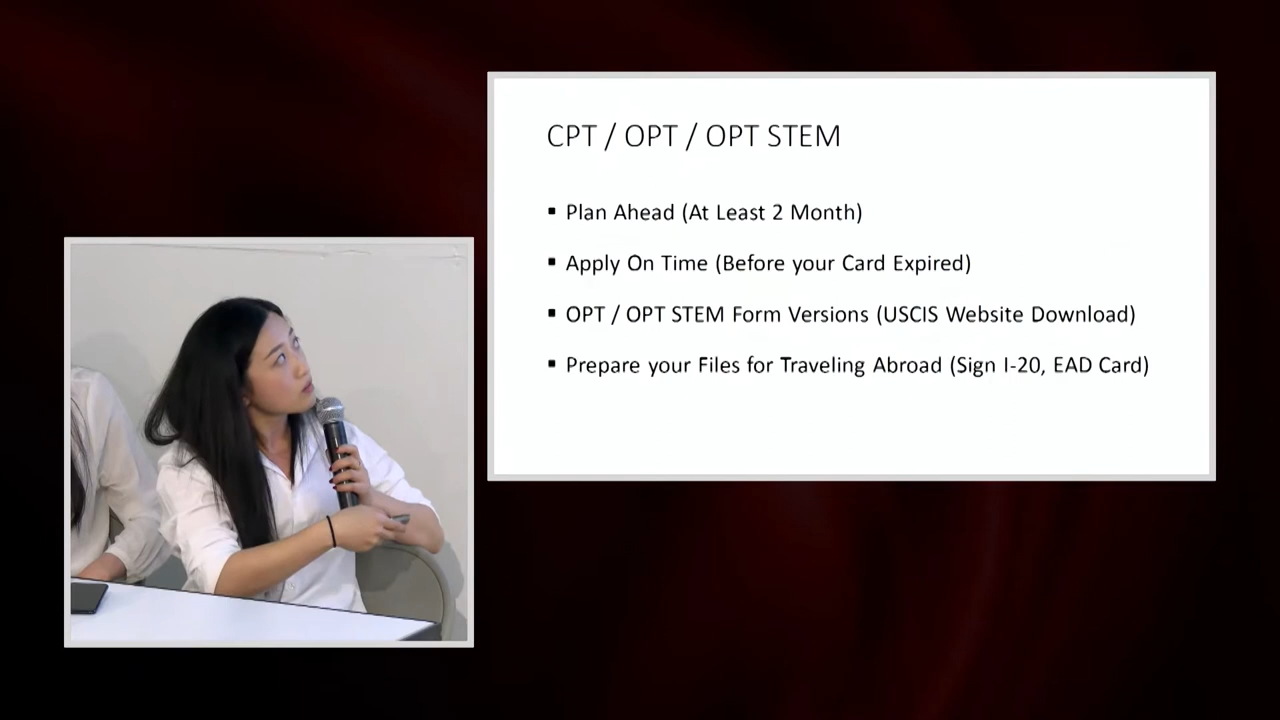 CPT / OPT / OPT STEM
▪ Plan Ahead (At Least 2 Month)
▪ Apply On Time (Before your Card Expired)
▪ OPT / OPT STEM Form Versions (USCIS Website Download)
▪ Prepare your Files for Traveling Abroad (Sign I-20, EAD Card)